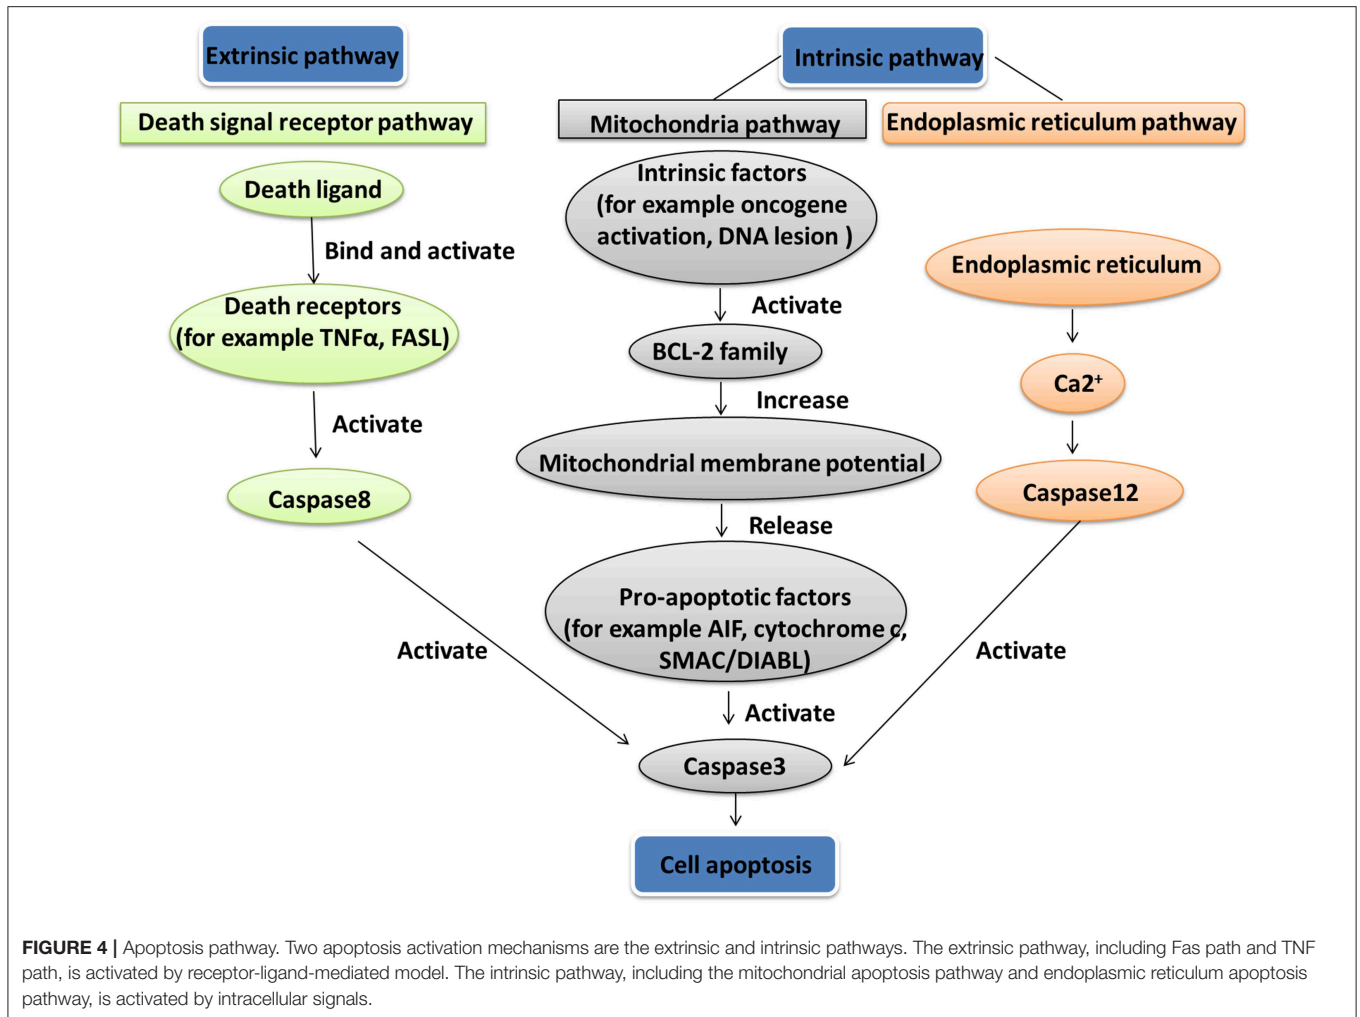 Extrinsic pathway
Intrinsic pathway
Death signal receptor pathway
Mitochondria pathway
Endoplasmic reticulum pathway
Death ligand
Bind and activate
Death receptors
(for example TNFα, FASL)
Activate
Caspase8
Activate
Intrinsic factors
(for example oncogene
activation, DNA lesion )
Activate
BCL-2 family
Increase
Mitochondrial membrane potential
Release
Pro-apoptotic factors
(for example AIF, cytochrome c,
SMAC/DIABL)
Activate
Endoplasmic reticulum
Ca2⁺
Caspase12
Activate
Caspase3
Cell apoptosis
FIGURE 4 | Apoptosis pathway. Two apoptosis activation mechanisms are the extrinsic and intrinsic pathways. The extrinsic pathway, including Fas path and TNF
path, is activated by receptor-ligand-mediated model. The intrinsic pathway, including the mitochondrial apoptosis pathway and endoplasmic reticulum apoptosis
pathway, is activated by intracellular signals.